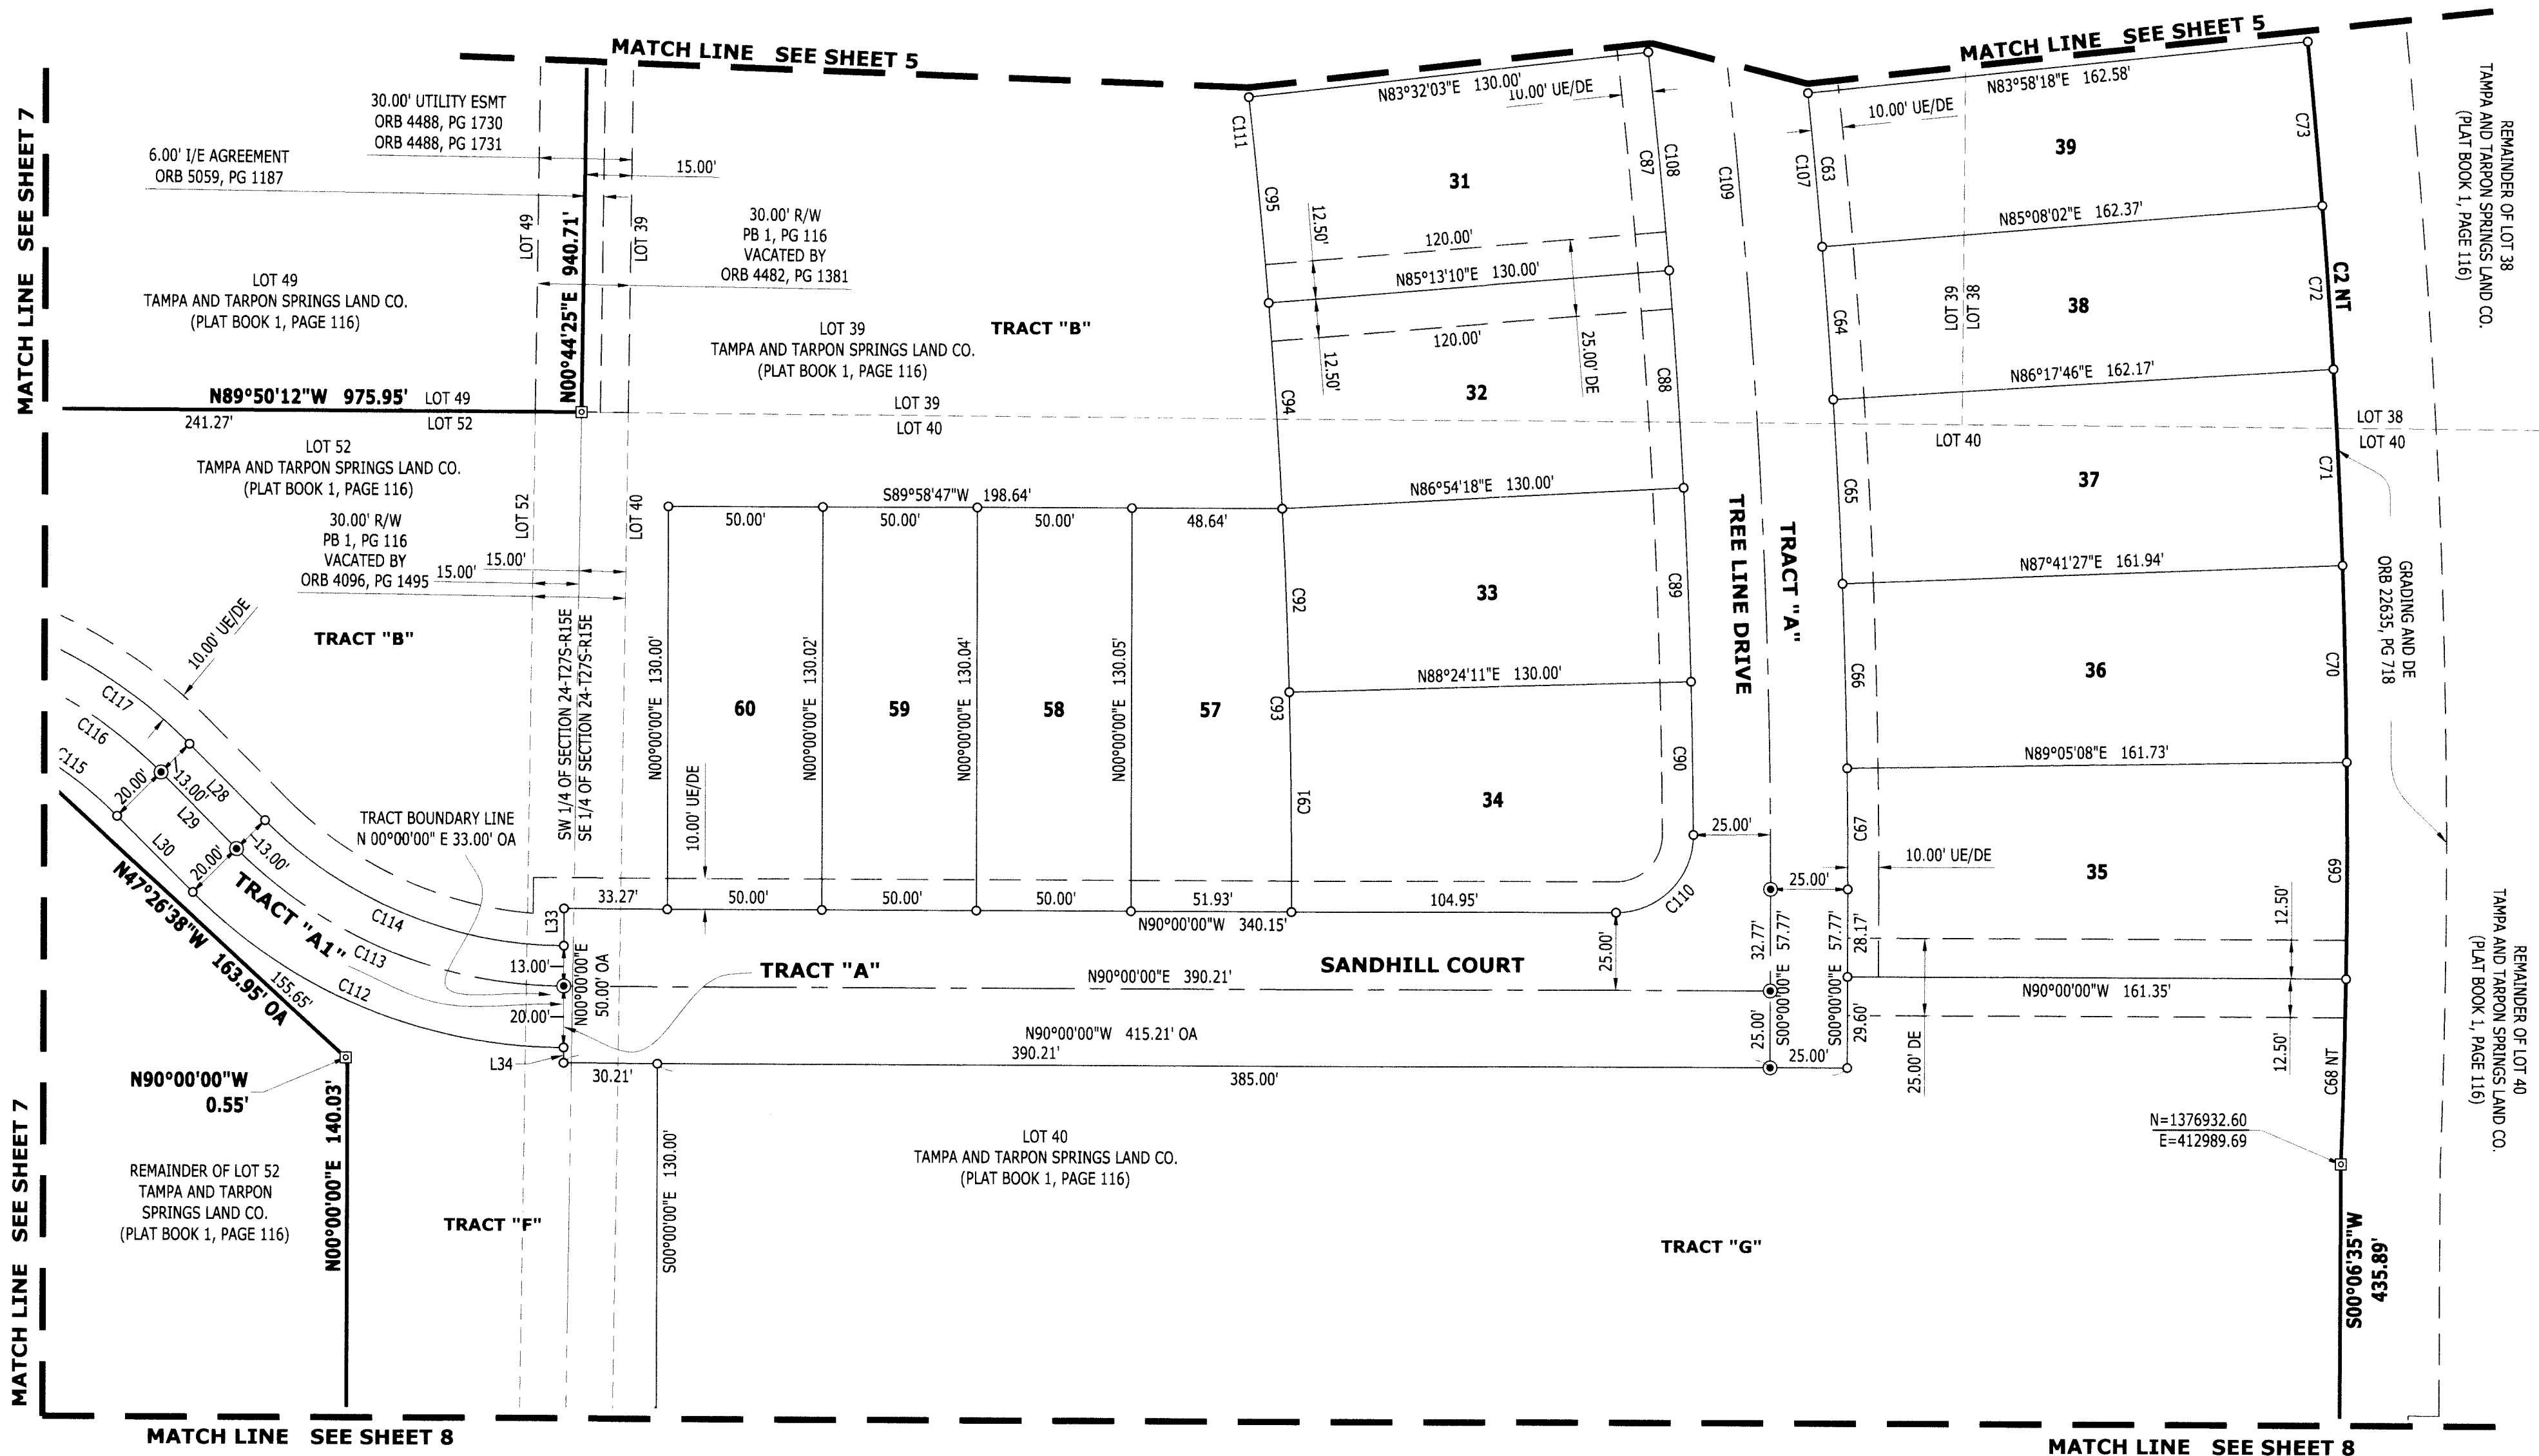 MATCH LINE   SEE SHEET 5
MATCH LINE   SEE SHEET 5
MATCH LINE   SEE SHEET 7
30.00' UTILITY ESMT
ORB 4488, PG 1730
ORB 4488, PG 1731
6.00' I/E AGREEMENT
ORB 5059, PG 1187
15.00'
LOT 49
LOT 39
N00°44'25"E   940.71'
30.00' R/W
PB 1, PG 116
VACATED BY
ORB 4482, PG 1381
LOT 49
TAMPA AND TARPON SPRINGS LAND CO.
(PLAT BOOK 1, PAGE 116)
LOT 39
TAMPA AND TARPON SPRINGS LAND CO.
(PLAT BOOK 1, PAGE 116)
TRACT "B"
N89°50'12"W   975.95'
LOT 49
241.27'
LOT 52
LOT 39
LOT 40
LOT 52
TAMPA AND TARPON SPRINGS LAND CO.
(PLAT BOOK 1, PAGE 116)
30.00' R/W
PB 1, PG 116
VACATED BY
ORB 4096, PG 1495
15.00'
15.00'
LOT 52
LOT 40
TRACT "B"
SW 1/4 OF SECTION 24-T27S-R15E
SE 1/4 OF SECTION 24-T27S-R15E
10.00' UE/DE
N83°32'03"E   130.00'
10.00' UE/DE
C111
C95
31
C87
C108
C109
12.50'
120.00'
N85°13'10"E   130.00'
120.00'
12.50'
25.00' DE
C94
32
C88
N86°54'18"E   130.00'
C92
33
C89
N88°24'11"E   130.00'
C93
C91
34
C90
C110
104.95'
TREE LINE DRIVE
TRACT "A"
N83°58'18"E   162.58'
10.00' UE/DE
C107
C63
39
C73
N85°08'02"E   162.37'
C64
LOT 39
LOT 38
38
C72
C2 NT
N86°17'46"E   162.17'
LOT 40
LOT 38
LOT 40
C65
37
C71
N87°41'27"E   161.94'
C66
36
C70
N89°05'08"E   161.73'
C67
10.00' UE/DE
35
C69
12.50'
N90°00'00"W   161.35'
12.50'
25.00' DE
C68 NT
REMAINDER OF LOT 38
TAMPA AND TARPON SPRINGS LAND CO.
(PLAT BOOK 1, PAGE 116)
GRADING AND DE
ORB 22635, PG 718
REMAINDER OF LOT 40
TAMPA AND TARPON SPRINGS LAND CO.
(PLAT BOOK 1, PAGE 116)
S89°58'47"W   198.64'
50.00'
50.00'
50.00'
48.64'
N00°00'00"E   130.00'
60
N00°00'00"E   130.02'
59
N00°00'00"E   130.04'
58
N00°00'00"E   130.05'
57
10.00' UE/DE
33.27'
50.00'
50.00'
50.00'
51.93'
N90°00'00"W   340.15'
25.00'
25.00'
25.00'
32.77'
S00°00'00"E   57.77'
S00°00'00"E   57.77'
28.17'
25.00'
29.60'
25.00'
TRACT "A"
SANDHILL COURT
N90°00'00"E   390.21'
N90°00'00"W   415.21' OA
390.21'
30.21'
385.00'
C117
C116
C115
20.00'
13.00'
L28
L29
L30
20.00'
13.00'
TRACT BOUNDARY LINE
N 00°00'00" E 33.00' OA
TRACT "A1"
C114
C113
C112
L33
13.00'
20.00'
N00°00'00"E
50.00' OA
L34
N47°26'38"W   163.95' OA
155.65'
N90°00'00"W
0.55'
N00°00'00"E   140.03'
REMAINDER OF LOT 52
TAMPA AND TARPON
SPRINGS LAND CO.
(PLAT BOOK 1, PAGE 116)
TRACT "F"
S00°00'00"E   130.00'
LOT 40
TAMPA AND TARPON SPRINGS LAND CO.
(PLAT BOOK 1, PAGE 116)
TRACT "G"
N=1376932.60
E=412989.69
S00°06'35"W
435.89'
MATCH LINE   SEE SHEET 7
MATCH LINE   SEE SHEET 8
MATCH LINE   SEE SHEET 8